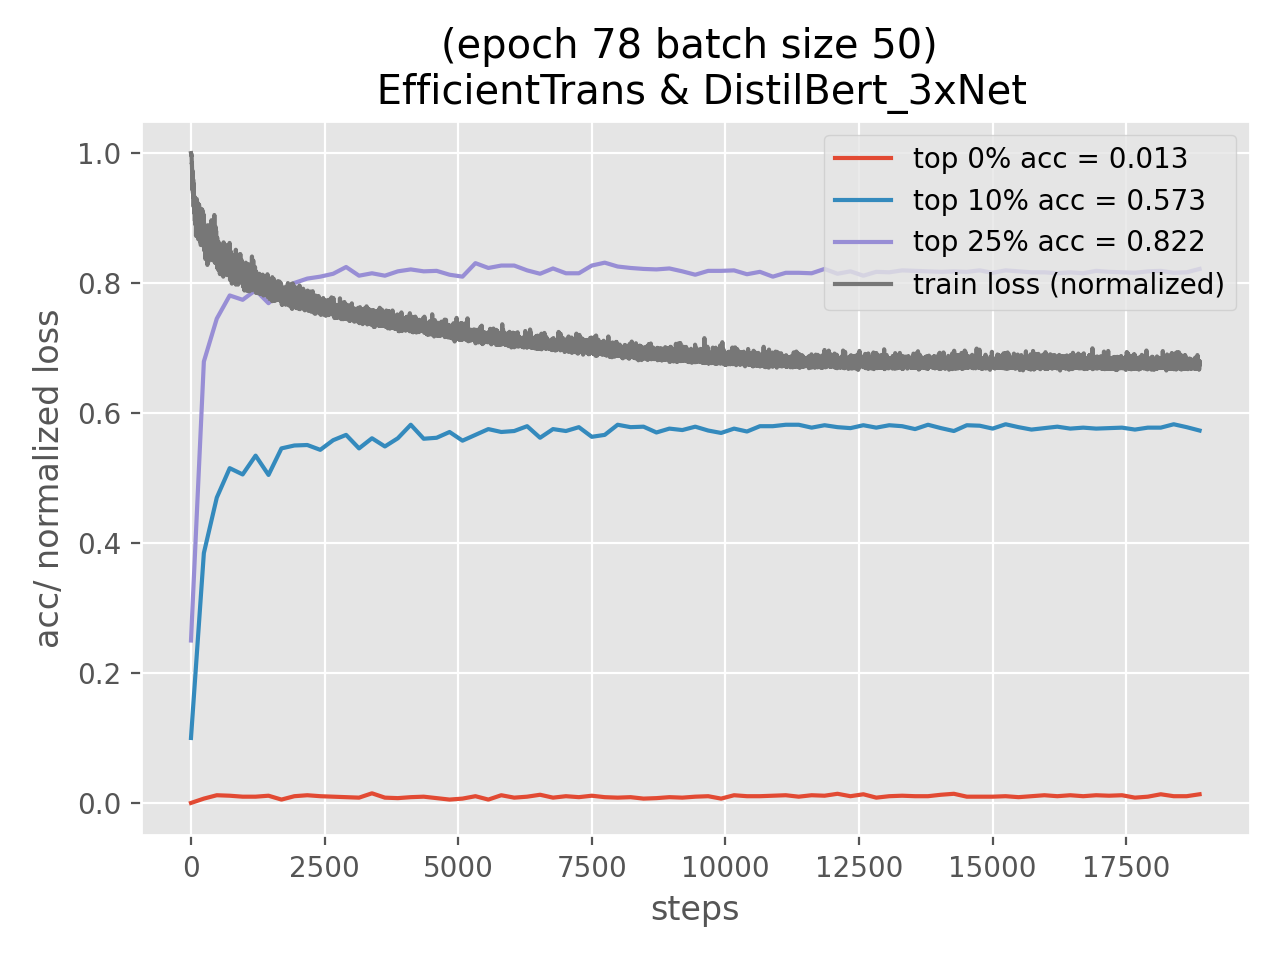 (epoch 78 batch size 50)
EfficientTrans & DistilBert_3xNet
acc/ normalized loss
1.0
0.8
0.6
0.4
0.2
0.0
top 0% acc = 0.013
top 10% acc = 0.573
top 25% acc = 0.822
train loss (normalized)
0 2500 5000 7500 10000 12500 15000 17500
steps